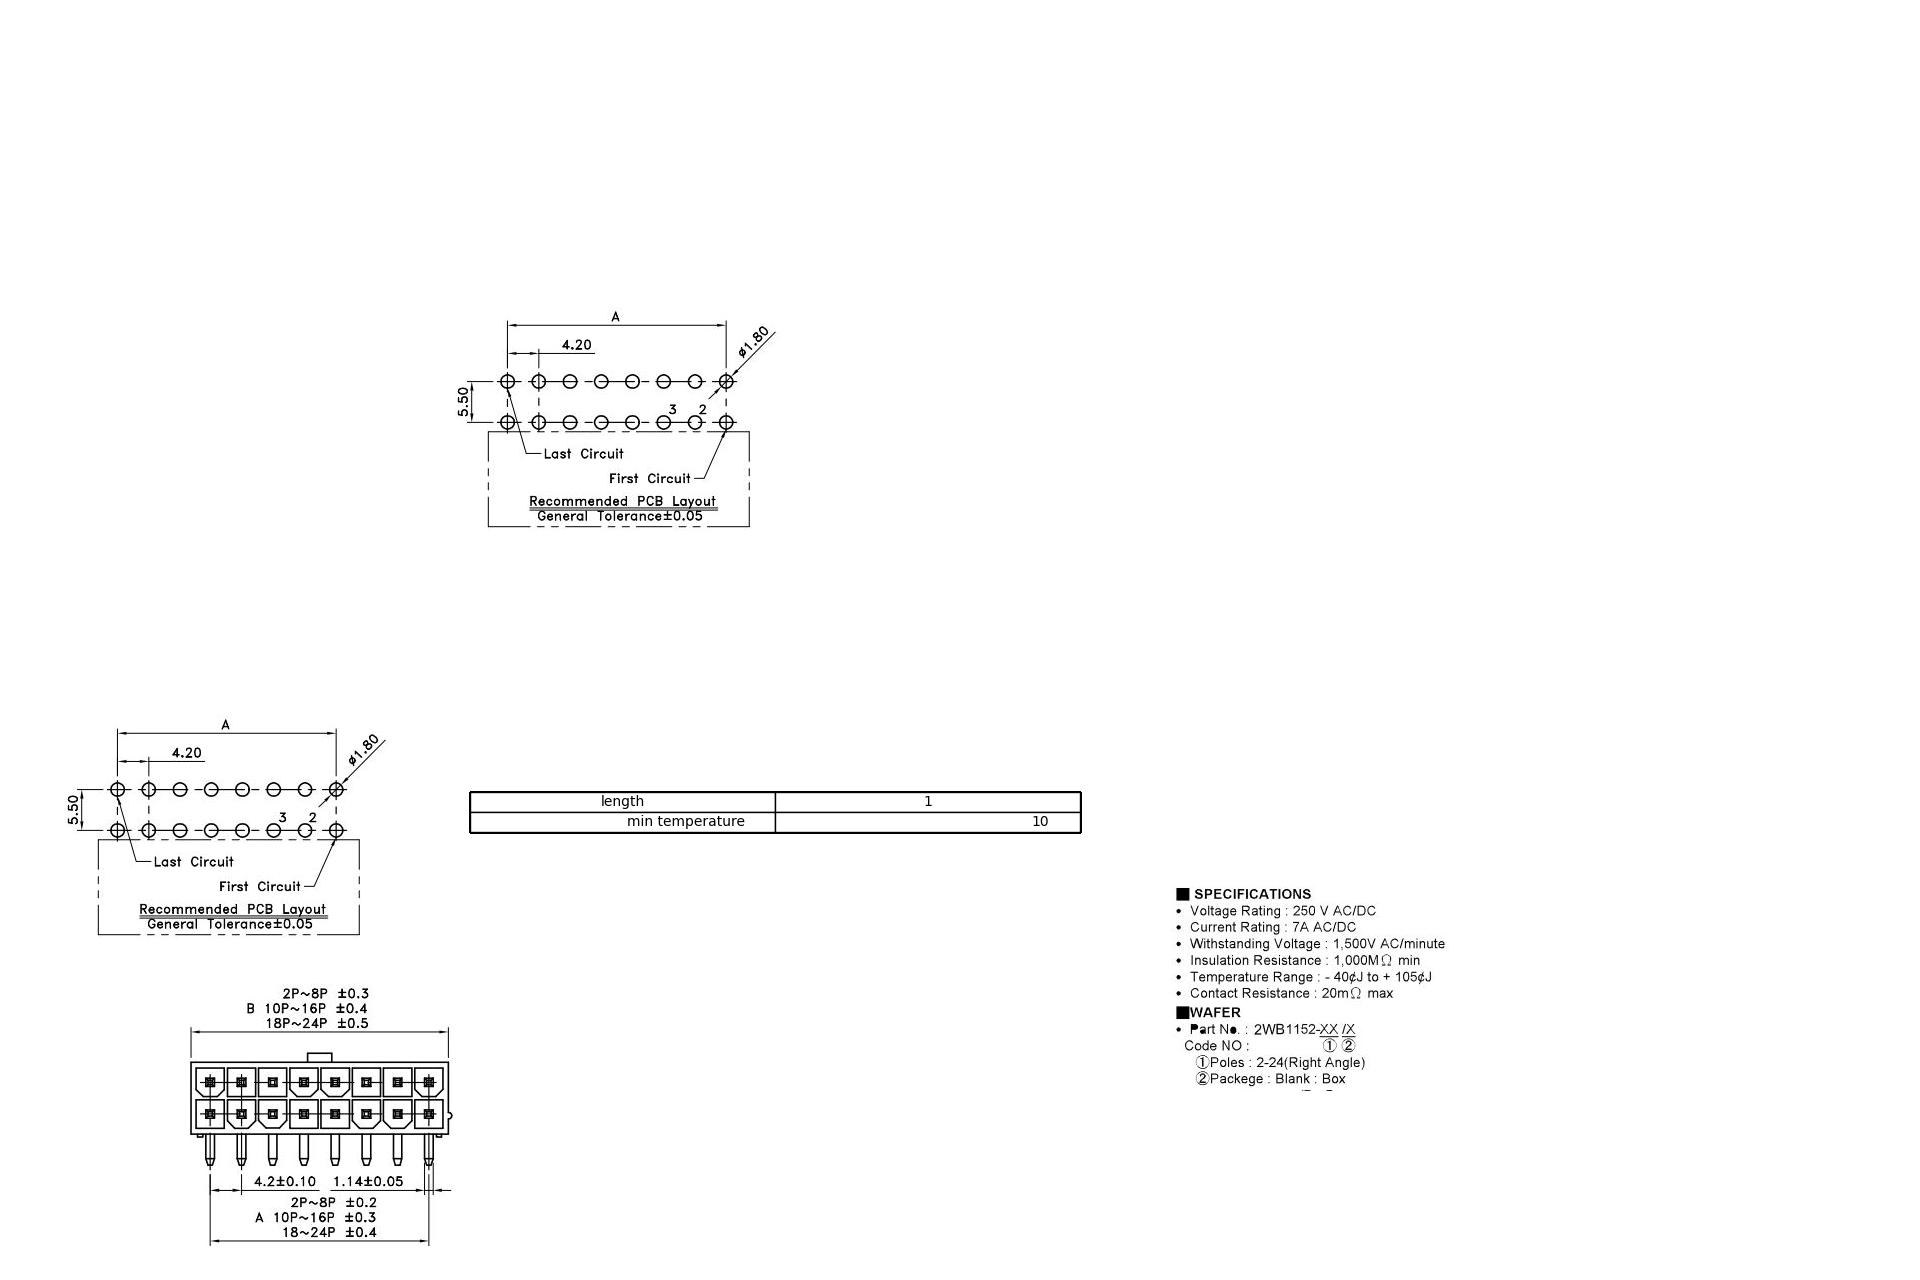 A
4.20
ø1.80
5.50
3 2
Last Circuit
First Circuit
Recommended PCB Layout
General Tolerance±0.05
A
4.20
ø1.80
5.50
3 2
Last Circuit
First Circuit
Recommended PCB Layout
General Tolerance±0.05
length 1
min temperature 10
■ SPECIFICATIONS
• Voltage Rating : 250 V AC/DC
• Current Rating : 7A AC/DC
• Withstanding Voltage : 1,500V AC/minute
• Insulation Resistance : 1,000MΩ min
• Temperature Range : - 40¢J to + 105¢J
• Contact Resistance : 20mΩ max
■WAFER
• Part No. : 2WB1152-XX /X
Code NO : ① ②
①Poles : 2-24(Right Angle)
②Packege : Blank : Box
2P~8P ±0.3
B 10P~16P ±0.4
18P~24P ±0.5
4.2±0.10 1.14±0.05
2P~8P ±0.2
A 10P~16P ±0.3
18~24P ±0.4